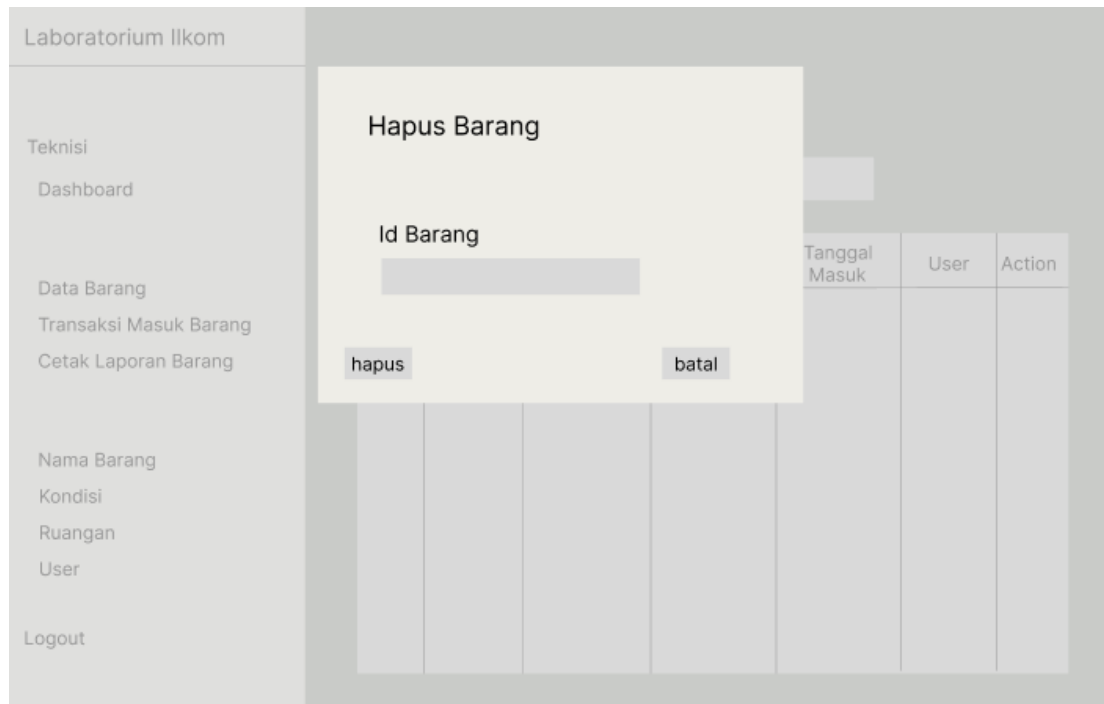 Laboratorium Ilkom
Teknisi
Dashboard
Data Barang
Transaksi Masuk Barang
Cetak Laporan Barang
Nama Barang
Kondisi
Ruangan
User
Logout
Hapus Barang
Id Barang
hapus
batal
Tanggal
Masuk
User
Action